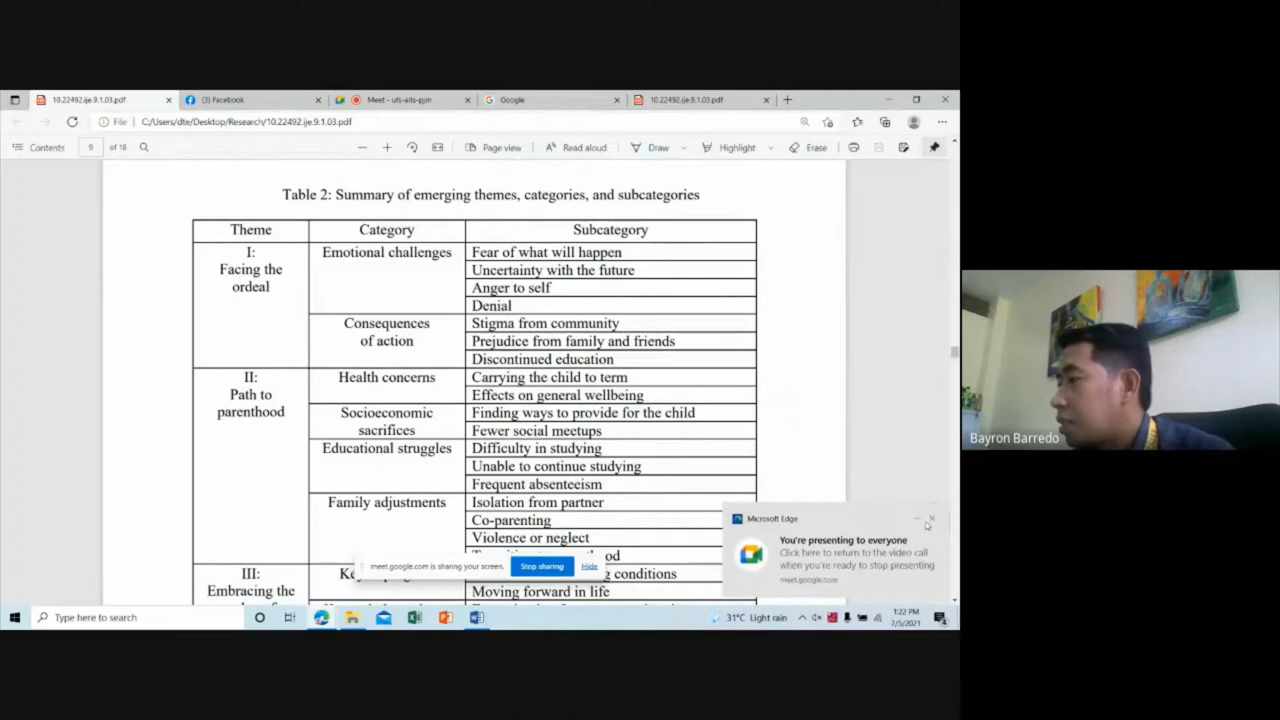 10.22492.ije.9.1.03.pdf
(3) Facebook
Meet - ufs-aits-pjm
Google
10.22492.ije.9.1.03.pdf
File
C:/Users/dte/Desktop/Research/10.22492.ije.9.1.03.pdf
Contents
9
of 18
Page view
Read aloud
Draw
Highlight
Erase
Table 2: Summary of emerging themes, categories, and subcategories
Theme
Category
Subcategory
I:
Facing the
ordeal
Emotional challenges
Fear of what will happen
Uncertainty with the future
Anger to self
Denial
Consequences
of action
Stigma from community
Prejudice from family and friends
Discontinued education
II:
Path to
parenthood
Health concerns
Carrying the child to term
Effects on general wellbeing
Socioeconomic
sacrifices
Finding ways to provide for the child
Fewer social meetups
Educational struggles
Difficulty in studying
Unable to continue studying
Frequent absenteeism
Family adjustments
Isolation from partner
Co-parenting
Violence or neglect
III:
Embracing the
conditions
Moving forward in life
meet.google.com is sharing your screen.
Stop sharing
Hide
Microsoft Edge
You're presenting to everyone
Click here to return to the video call
when you're ready to stop presenting
meet.google.com
Type here to search
31°C Light rain
1:22 PM
7/5/2021
4
Bayron Barredo